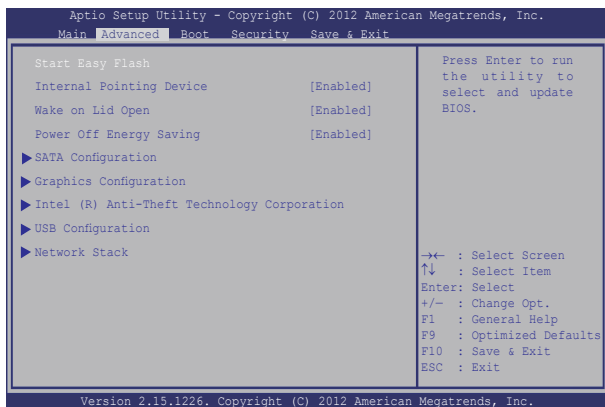 Aptio Setup Utility - Copyright (C) 2012 American Megatrends, Inc.
Main Advanced Boot Security Save & Exit
Start Easy Flash
Internal Pointing Device [Enabled]
Wake on Lid Open [Enabled]
Power Off Energy Saving [Enabled]
SATA Configuration
Graphics Configuration
Intel (R) Anti-Theft Technology Corporation
USB Configuration
Network Stack
Press Enter to run
the utility to
select and update
BIOS.
→← : Select Screen
↑↓ : Select Item
Enter: Select
+/— : Change Opt.
F1 : General Help
F9 : Optimized Defaults
F10 : Save & Exit
ESC : Exit
Version 2.15.1226. Copyright (C) 2012 American Megatrends, Inc.